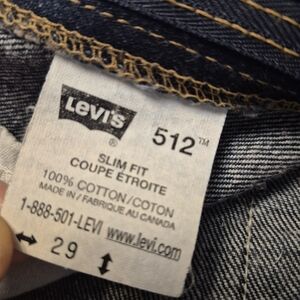 LEVI'S
512™
SLIM FIT
COUPE ÉTROITE
100% COTTON/COTON
MADE IN / FABRIQUE AU CANADA
1-888-501-LEVI www.levi.com
29